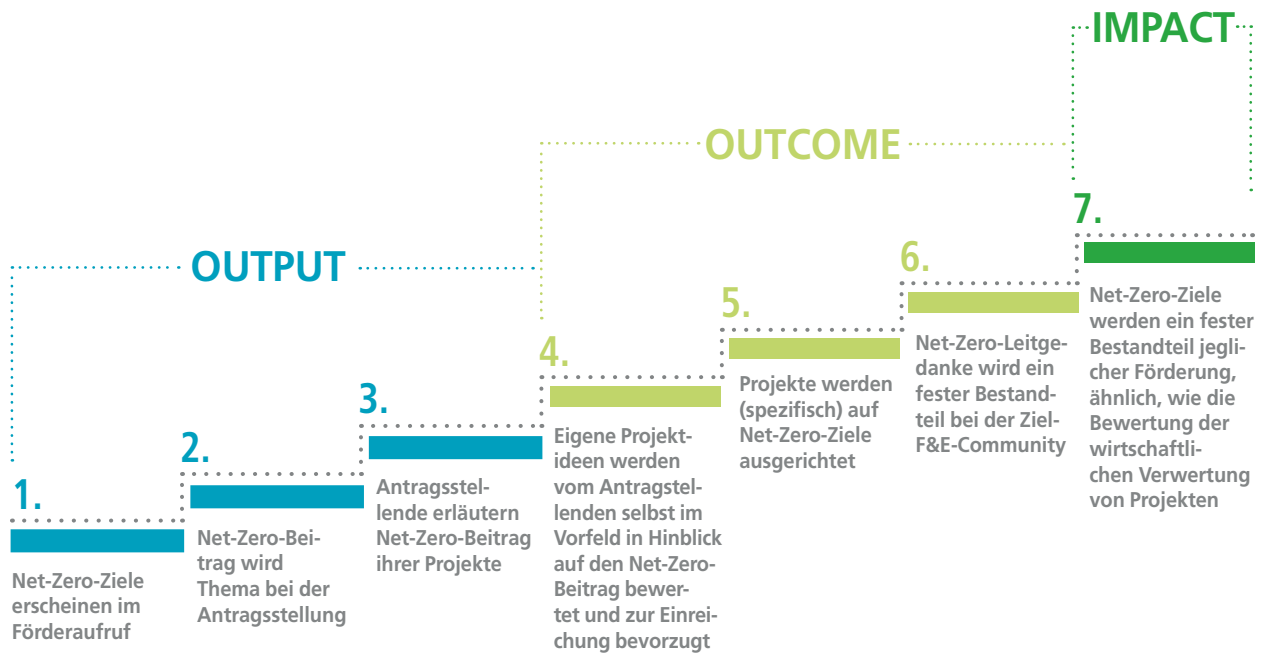 OUTPUT
1.
Net-Zero-Ziele
erscheinen im
Förderaufruf
2.
Net-Zero-Bei-
trag wird
Thema bei der
Antragsstellung
3.
Antragsstel-
lende erläutern
Net-Zero-Beitrag
ihrer Projekte
OUTCOME
4.
Eigene Projekt-
ideen werden
vom Antragstel-
lenden selbst im
Vorfeld in Hinblick
auf den Net-Zero-
Beitrag bewer-
tet und zur Einrei-
chung bevorzugt
5.
Projekte werden
(spezifisch) auf
Net-Zero-Ziele
ausgerichtet
6.
Net-Zero-Leitge-
danke wird ein
fester Bestand-
teil bei der Ziel-
F&E-Community
IMPACT
7.
Net-Zero-Ziele
werden ein fester
Bestandteil jegli-
cher Förderung,
ähnlich, wie die
Bewertung der
wirtschaftli-
chen Verwertung
von Projekten